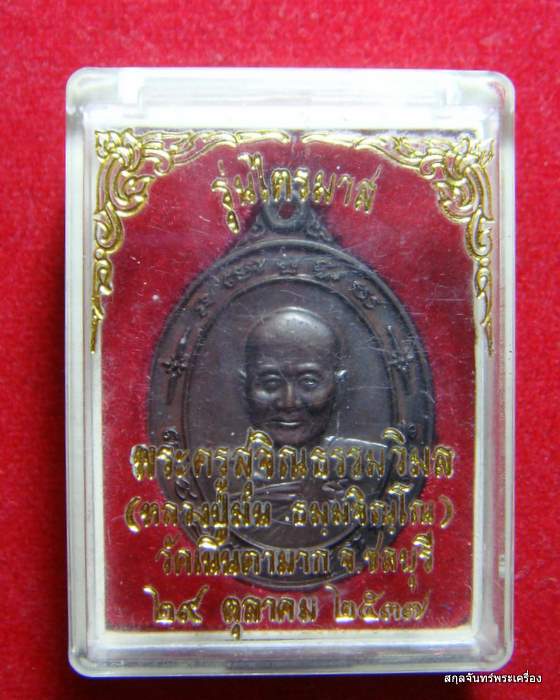 รุ่นไตรมาส
พระครูสุจิณธรรมวิมล
(หลวงปู่ม่น ธมฺมจิณฺโณ)
วัดเนินตามาก จ.ชลบุรี
๒๙ ตุลาคม ๒๕๓๗
สกุลจันทร์พระเครื่อง